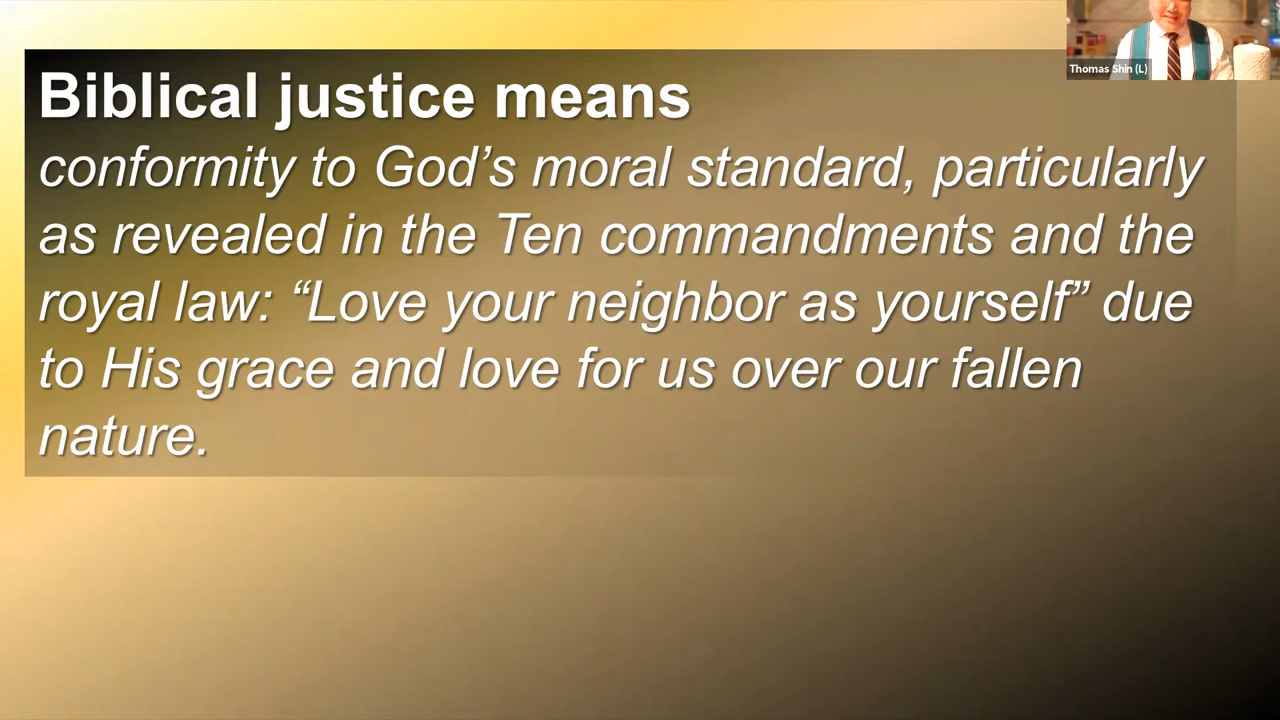 Thomas Shin (L)
Biblical justice means
conformity to God’s moral standard, particularly
as revealed in the Ten commandments and the
royal law: “Love your neighbor as yourself” due
to His grace and love for us over our fallen
nature.